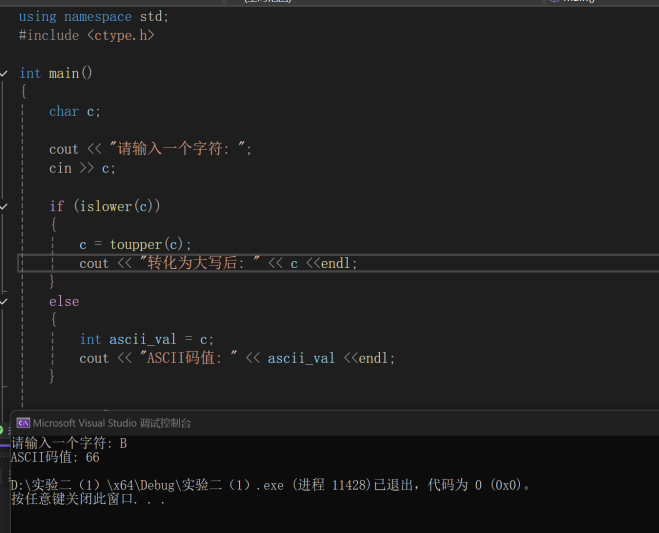 using namespace std;
#include <ctype.h>
int main()
{
char c;
cout << "请输入一个字符: ";
cin >> c;
if (islower(c))
{
c = toupper(c);
cout << "转化为大写后: " << c <<endl;
}
else
{
int ascii_val = c;
cout << "ASCII码值: " << ascii_val <<endl;
}
Microsoft Visual Studio 调试控制台
请输入一个字符: B
ASCII码值: 66
D:\实验二（1）\x64\Debug\实验二（1）.exe (进程 11428)已退出，代码为 0 (0x0)。
按任意键关闭此窗口. . .